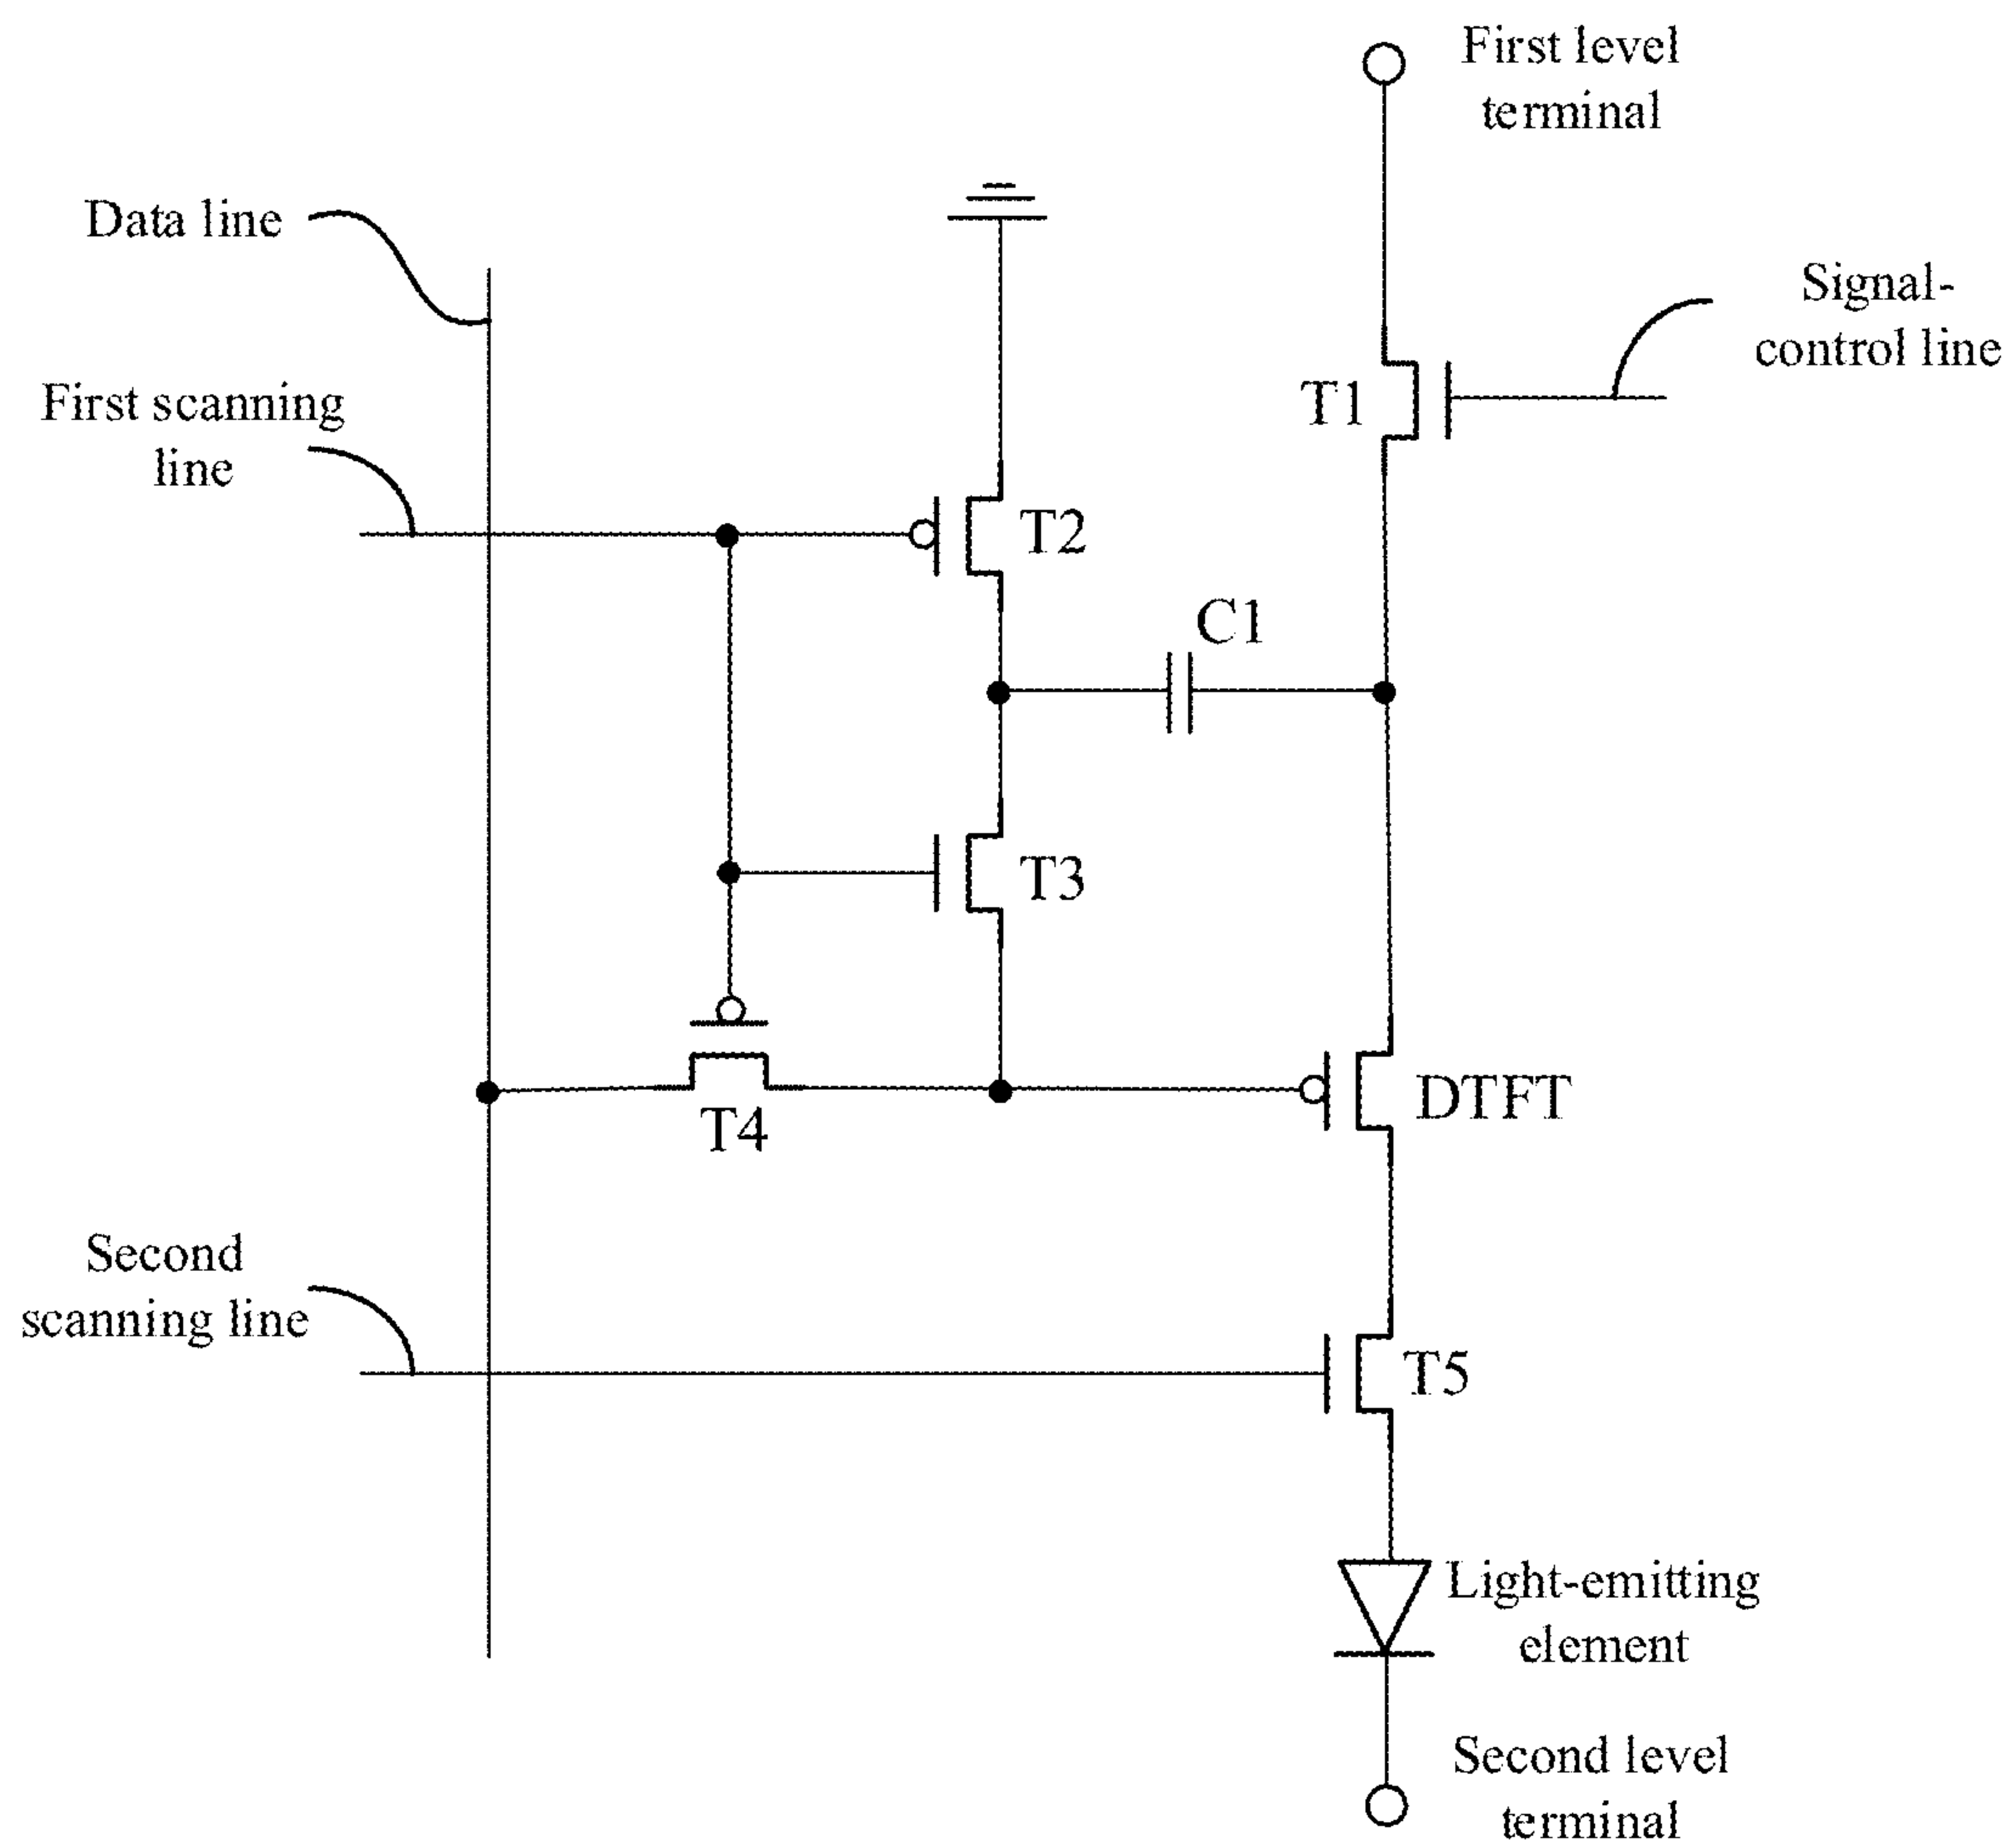 First level
terminal
Data line
Signal-
control line
First scanning
line
T1
T2
C1
T3
DTFT
T4
Second
scanning line
T5
Light-emitting
element
Second level
terminal